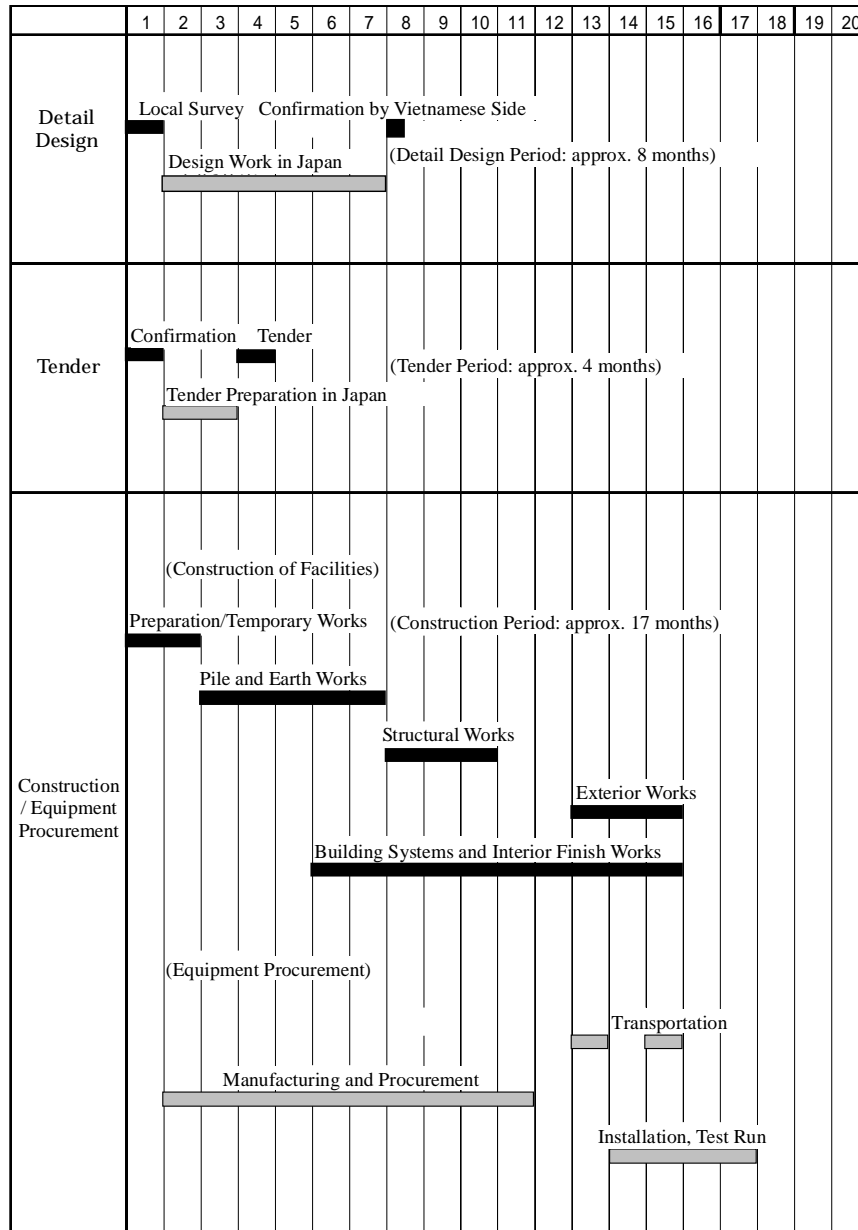 1 2 3 4 5 6 7 8 9 10 11 12 13 14 15 16 17 18 19 20
Detail
Design
Local Survey Confirmation by Vietnamese Side
Design Work in Japan
(Detail Design Period: approx. 8 months)
Tender
Confirmation Tender
(Tender Period: approx. 4 months)
Tender Preparation in Japan
Construction
/ Equipment
Procurement
(Construction of Facilities)
Preparation/Temporary Works
(Construction Period: approx. 17 months)
Pile and Earth Works
Structural Works
Exterior Works
Building Systems and Interior Finish Works
(Equipment Procurement)
Transportation
Manufacturing and Procurement
Installation, Test Run